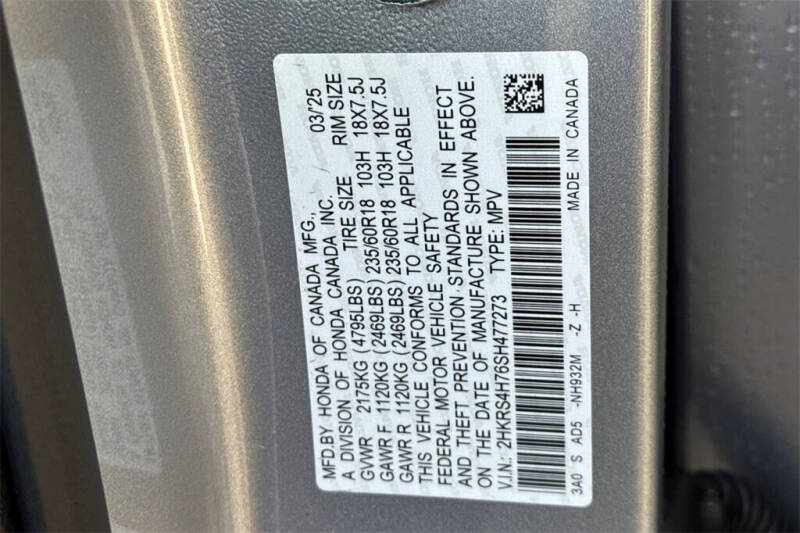 MFD.BY HONDA OF CANADA MFG., 03/'25
A DIVISION OF HONDA CANADA INC.
TIRE SIZE RIM SIZE
GVWR 2175KG (4795LBS)
GAWR F 1120KG (2469LBS) 235/60R18 103H 18X7.5J
GAWR R 1120KG (2469LBS) 235/60R18 103H 18X7.5J
THIS VEHICLE CONFORMS TO ALL APPLICABLE
FEDERAL MOTOR VEHICLE SAFETY
AND THEFT PREVENTION STANDARDS IN EFFECT
ON THE DATE OF MANUFACTURE SHOWN ABOVE.
V.I.N: 2HKRS4H76SH477273 TYPE: MPV
3A0 S AD5 -NH932M -Z -H MADE IN CANADA